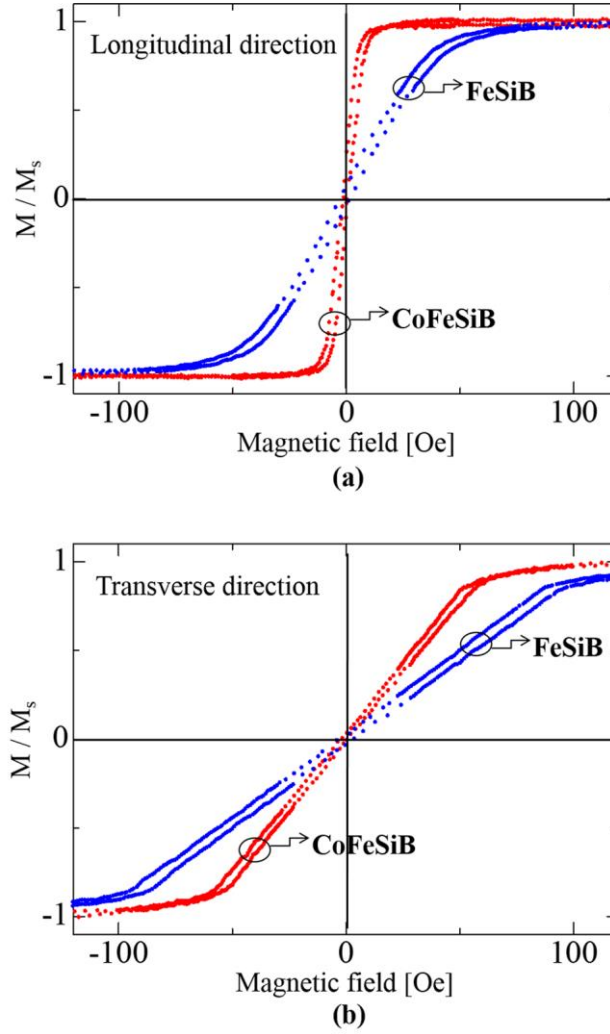 1
Longitudinal direction
FeSiB
M / Ms
0
CoFeSiB
-1
-100
0
100
Magnetic field [Oe]
(a)
1
Transverse direction
FeSiB
M / Ms
0
CoFeSiB
-1
-100
0
100
Magnetic field [Oe]
(b)